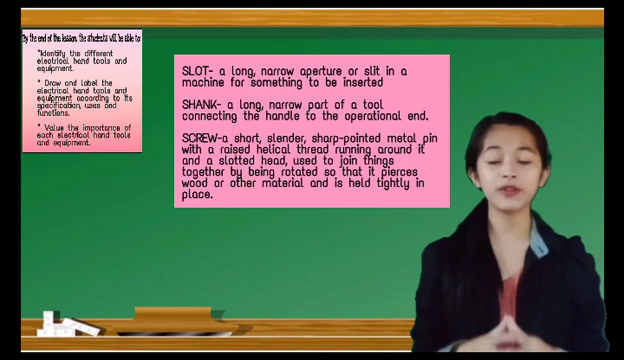 By the end of the lesson, the students will be able to:
*Identify the different
electrical hand tools and
equipment.
* Draw and label the
electrical hand tools and
equipment according to its
specification, uses and
functions.
* Value the importance of
each electrical hand tools
and equipment.
SLOT- a long, narrow aperture or slit in a
machine for something to be inserted
SHANK- a long, narrow part of a tool
connecting the handle to the operational end.
SCREW-a short, slender, sharp-pointed metal pin
with a raised helical thread running around it
and a slotted head, used to join things
together by being rotated so that it pierces
wood or other material and is held tightly in
place.